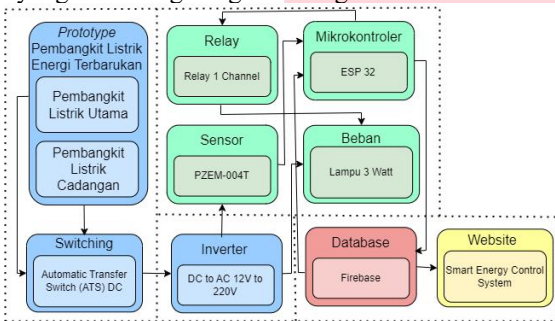 Prototype
Pembangkit Listrik
Energi Terbarukan
Pembangkit
Listrik Utama
Pembangkit
Listrik
Cadangan
Switching
Automatic Transfer
Switch (ATS) DC
Relay
Relay 1 Channel
Mikrokontroler
ESP 32
Sensor
PZEM-004T
Beban
Lampu 3 Watt
Inverter
DC to AC 12V to
220V
Database
Firebase
Website
Smart Energy Control
System